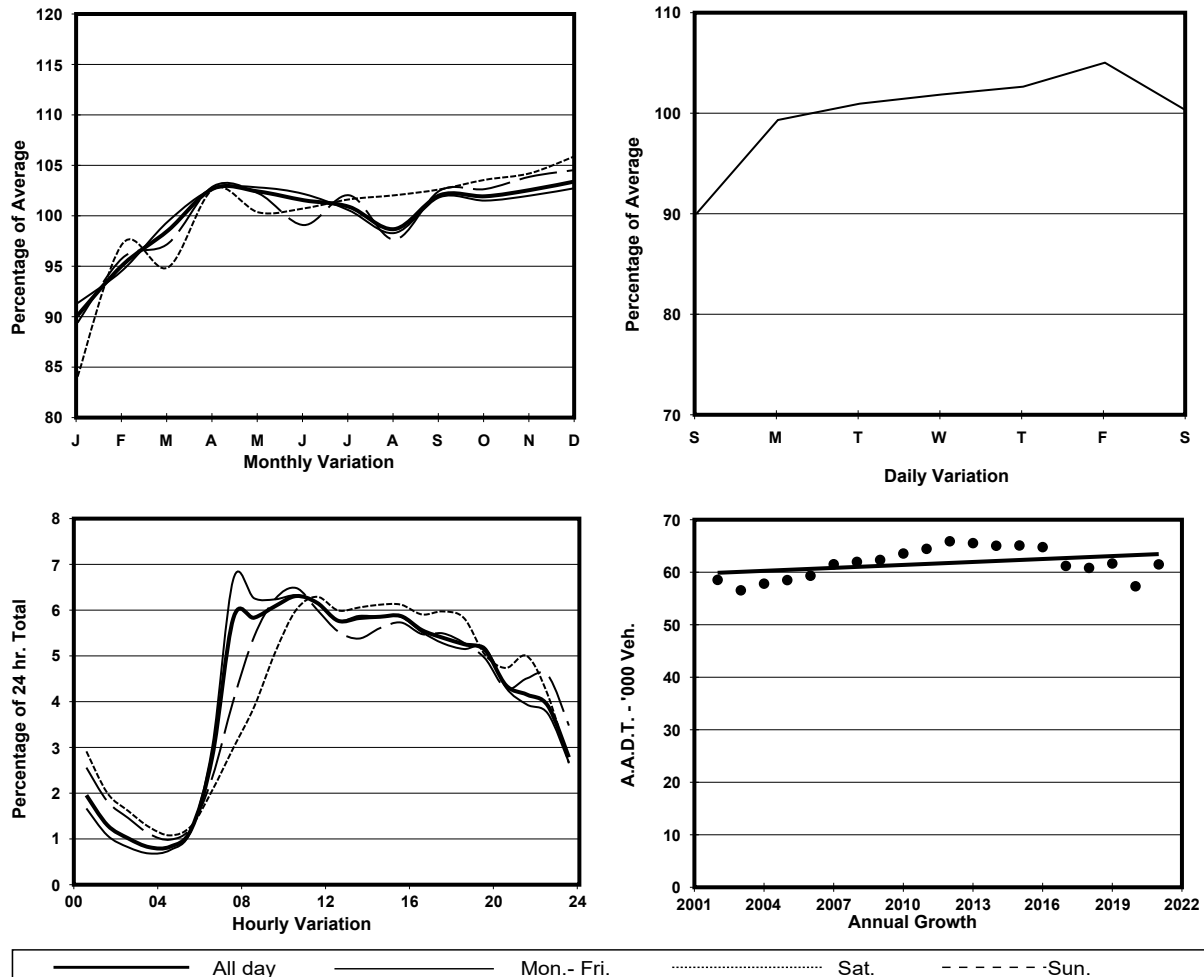 120
115
110
105
100
95
90
85
80
Percentage of Average
J F M A M J J A S O N D
Monthly Variation
110
100
90
80
70
Percentage of Average
S M T W T F S
Daily Variation
8
7
6
5
4
3
2
1
0
Percentage of 24 hr. Total
00 04 08 12 16 20 24
Hourly Variation
70
60
50
40
30
20
10
0
A.A.D.T. - '000 Veh.
2001 2004 2007 2010 2013 2016 2019 2022
Annual Growth
All day Mon.- Fri. Sat. Sun.